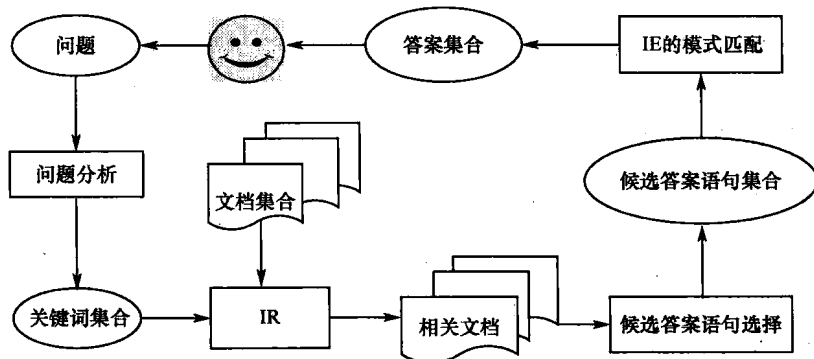 问题
答案集合
IE的模式匹配
问题分析
文档集合
候选答案语句集合
关键词集合
IR
相关文档
候选答案语句选择